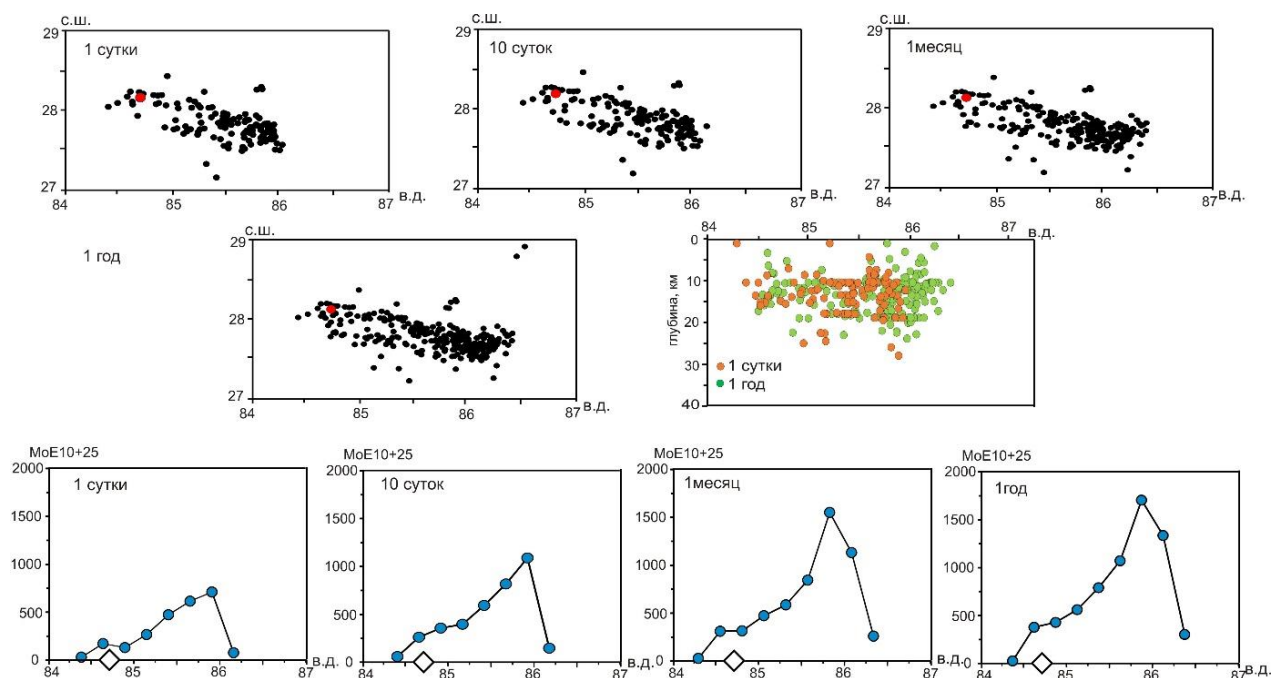 с.ш.
29
1 сутки
28
27
84 85 86 87 в.д.
с.ш.
29
10 суток
28
27
84 85 86 87 в.д.
с.ш.
29
1месяц
28
27
84 85 86 87 в.д.
1 год
с.ш.
29
28
27
84 85 86 87 в.д.
84 85 86 87 в.д.
глубина, км
0
10
20
30
40
1 сутки
1 год
MoE10+25
2000
1 сутки
1500
1000
500
0
84 85 86 87 в.д.
MoE10+25
2000
10 суток
1500
1000
500
0
84 85 86 87 в.д.
MoE10+25
2000
1месяц
1500
1000
500
0
84 85 86 87 в.д.
MoE10+25
2000
1год
1500
1000
500
0
84 85 86 87 в.д.